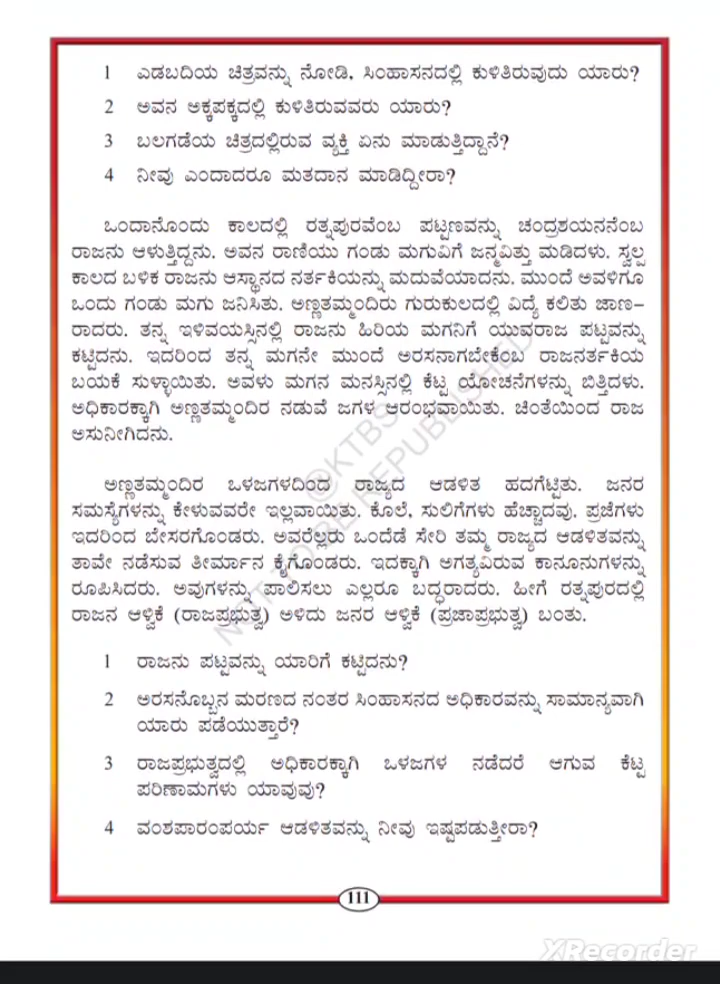 1 ಎಡಬದಿಯ ಚಿತ್ರವನ್ನು ನೋಡಿ, ಸಿಂಹಾಸನದಲ್ಲಿ ಕುಳಿತಿರುವುದು ಯಾರು?
2 ಅವನ ಅಕ್ಕಪಕ್ಕದಲ್ಲಿ ಕುಳಿತಿರುವವರು ಯಾರು?
3 ಬಲಗಡೆಯ ಚಿತ್ರದಲ್ಲಿರುವ ವ್ಯಕ್ತಿ ಏನು ಮಾಡುತ್ತಿದ್ದಾನೆ?
4 ನೀವು ಎಂದಾದರೂ ಮತದಾನ ಮಾಡಿದ್ದೀರಾ?
ಒಂದಾನೊಂದು ಕಾಲದಲ್ಲಿ ರತ್ನಪುರವೆಂಬ ಪಟ್ಟಣವನ್ನು ಚಂದ್ರಶಯನನೆಂಬ
ರಾಜನು ಆಳುತ್ತಿದ್ದನು. ಅವನ ರಾಣಿಯು ಗಂಡು ಮಗುವಿಗೆ ಜನ್ಮವಿತ್ತು ಮಡಿದಳು. ಸ್ವಲ್ಪ
ಕಾಲದ ಬಳಿಕ ರಾಜನು ಆಸ್ಥಾನದ ನರ್ತಕಿಯನ್ನು ಮದುವೆಯಾದನು. ಮುಂದೆ ಅವಳಿಗೂ
ಒಂದು ಗಂಡು ಮಗು ಜನಿಸಿತು. ಅಣ್ಣತಮ್ಮಂದಿರು ಗುರುಕುಲದಲ್ಲಿ ವಿದ್ಯೆ ಕಲಿತು ಜಾಣ–
ರಾದರು. ತನ್ನ ಇಳಿವಯಸ್ಸಿನಲ್ಲಿ ರಾಜನು ಹಿರಿಯ ಮಗನಿಗೆ ಯುವರಾಜ ಪಟ್ಟವನ್ನು
ಕಟ್ಟಿದನು. ಇದರಿಂದ ತನ್ನ ಮಗನೇ ಮುಂದೆ ಅರಸನಾಗಬೇಕೆಂಬ ರಾಜನರ್ತಕಿಯ
ಬಯಕೆ ಸುಳ್ಳಾಯಿತು. ಅವಳು ಮಗನ ಮನಸ್ಸಿನಲ್ಲಿ ಕೆಟ್ಟ ಯೋಚನೆಗಳನ್ನು ಬಿತ್ತಿದಳು.
ಅಧಿಕಾರಕ್ಕಾಗಿ ಅಣ್ಣತಮ್ಮಂದಿರ ನಡುವೆ ಜಗಳ ಆರಂಭವಾಯಿತು. ಚಿಂತೆಯಿಂದ ರಾಜ
ಅಸುನೀಗಿದನು.
ಅಣ್ಣತಮ್ಮಂದಿರ ಒಳಜಗಳದಿಂದ ರಾಜ್ಯದ ಆಡಳಿತ ಹದಗೆಟ್ಟಿತು. ಜನರ
ಸಮಸ್ಯೆಗಳನ್ನು ಕೇಳುವವರೇ ಇಲ್ಲವಾಯಿತು. ಕೊಲೆ, ಸುಲಿಗೆಗಳು ಹೆಚ್ಚಾದವು. ಪ್ರಜೆಗಳು
ಇದರಿಂದ ಬೇಸರಗೊಂಡರು. ಅವರೆಲ್ಲರು ಒಂದೆಡೆ ಸೇರಿ ತಮ್ಮ ರಾಜ್ಯದ ಆಡಳಿತವನ್ನು
ತಾವೇ ನಡೆಸುವ ತೀರ್ಮಾನ ಕೈಗೊಂಡರು. ಇದಕ್ಕಾಗಿ ಅಗತ್ಯವಿರುವ ಕಾನೂನುಗಳನ್ನು
ರೂಪಿಸಿದರು. ಅವುಗಳನ್ನು ಪಾಲಿಸಲು ಎಲ್ಲರೂ ಬದ್ಧರಾದರು. ಹೀಗೆ ರತ್ನಪುರದಲ್ಲಿ
ರಾಜನ ಆಳ್ವಿಕೆ (ರಾಜಪ್ರಭುತ್ವ) ಅಳಿದು ಜನರ ಆಳ್ವಿಕೆ (ಪ್ರಜಾಪ್ರಭುತ್ವ) ಬಂತು.
1 ರಾಜನು ಪಟ್ಟವನ್ನು ಯಾರಿಗೆ ಕಟ್ಟಿದನು?
2 ಅರಸನೊಬ್ಬನ ಮರಣದ ನಂತರ ಸಿಂಹಾಸನದ ಅಧಿಕಾರವನ್ನು ಸಾಮಾನ್ಯವಾಗಿ
ಯಾರು ಪಡೆಯುತ್ತಾರೆ?
3 ರಾಜಪ್ರಭುತ್ವದಲ್ಲಿ ಅಧಿಕಾರಕ್ಕಾಗಿ ಒಳಜಗಳ ನಡೆದರೆ ಆಗುವ ಕೆಟ್ಟ
ಪರಿಣಾಮಗಳು ಯಾವುವು?
4 ವಂಶಪಾರಂಪರ್ಯ ಆಡಳಿತವನ್ನು ನೀವು ಇಷ್ಟಪಡುತ್ತೀರಾ?
@KTBS
NOT TO BE REPUBLISHED
111
XRecorder